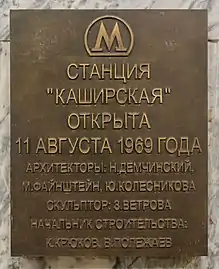 М
СТАНЦИЯ
"КАШИРСКАЯ"
ОТКРЫТА
11 АВГУСТА 1969 ГОДА
АРХИТЕКТОРЫ: Н.ДЕМЧИНСКИЙ,
М.ФАЙНШТЕЙН, Ю.КОЛЕСНИКОВА
СКУЛЬПТОР: З.ВЕТРОВА
НАЧАЛЬНИК СТРОИТЕЛЬСТВА:
Ю.КРЮКОВ, В.ПОЛЕЖАЕВ